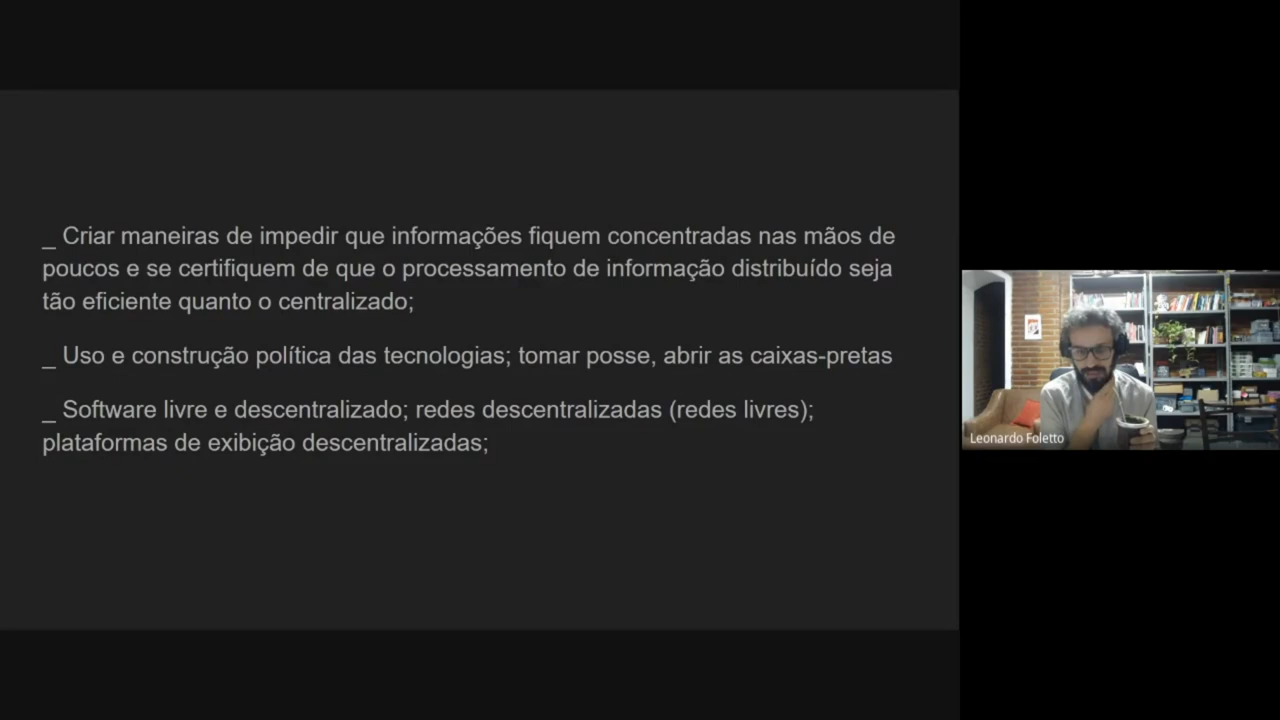 _ Criar maneiras de impedir que informações fiquem concentradas nas mãos de
poucos e se certifiquem de que o processamento de informação distribuído seja
tão eficiente quanto o centralizado;
_ Uso e construção política das tecnologias; tomar posse, abrir as caixas-pretas
_ Software livre e descentralizado; redes descentralizadas (redes livres);
plataformas de exibição descentralizadas;
Leonardo Foletto